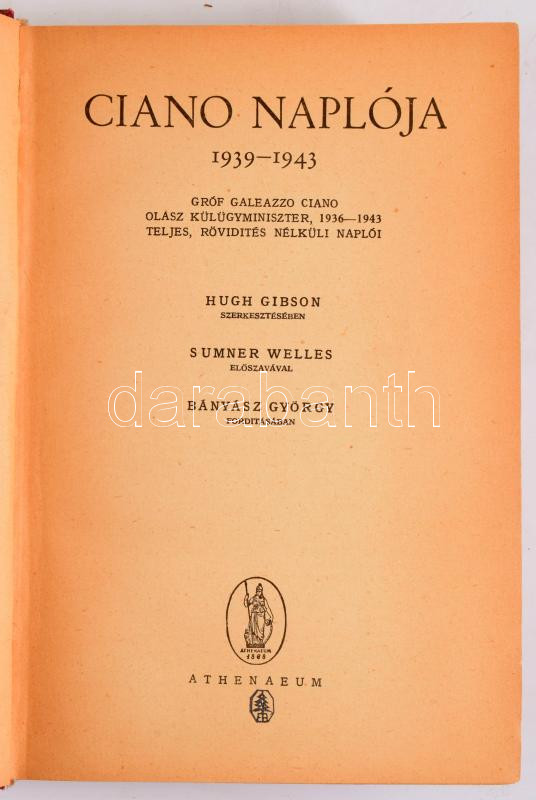 CIANO NAPLÓJA
1939—1943
GRÓF GALEAZZO CIANO
OLASZ KÜLÜGYMINISZTER, 1936—1943
TELJES, RÖVIDITÉS NÉLKÜLI NAPLÓI
HUGH GIBSON
SZERKESZTÉSÉBEN
SUMNER WELLES
ELŐSZAVÁVAL
darabanth
BÁNYÁSZ GYÖRGY
FORDITÁSÁBAN
ATHENAEUM
1868
ATHENAEUM